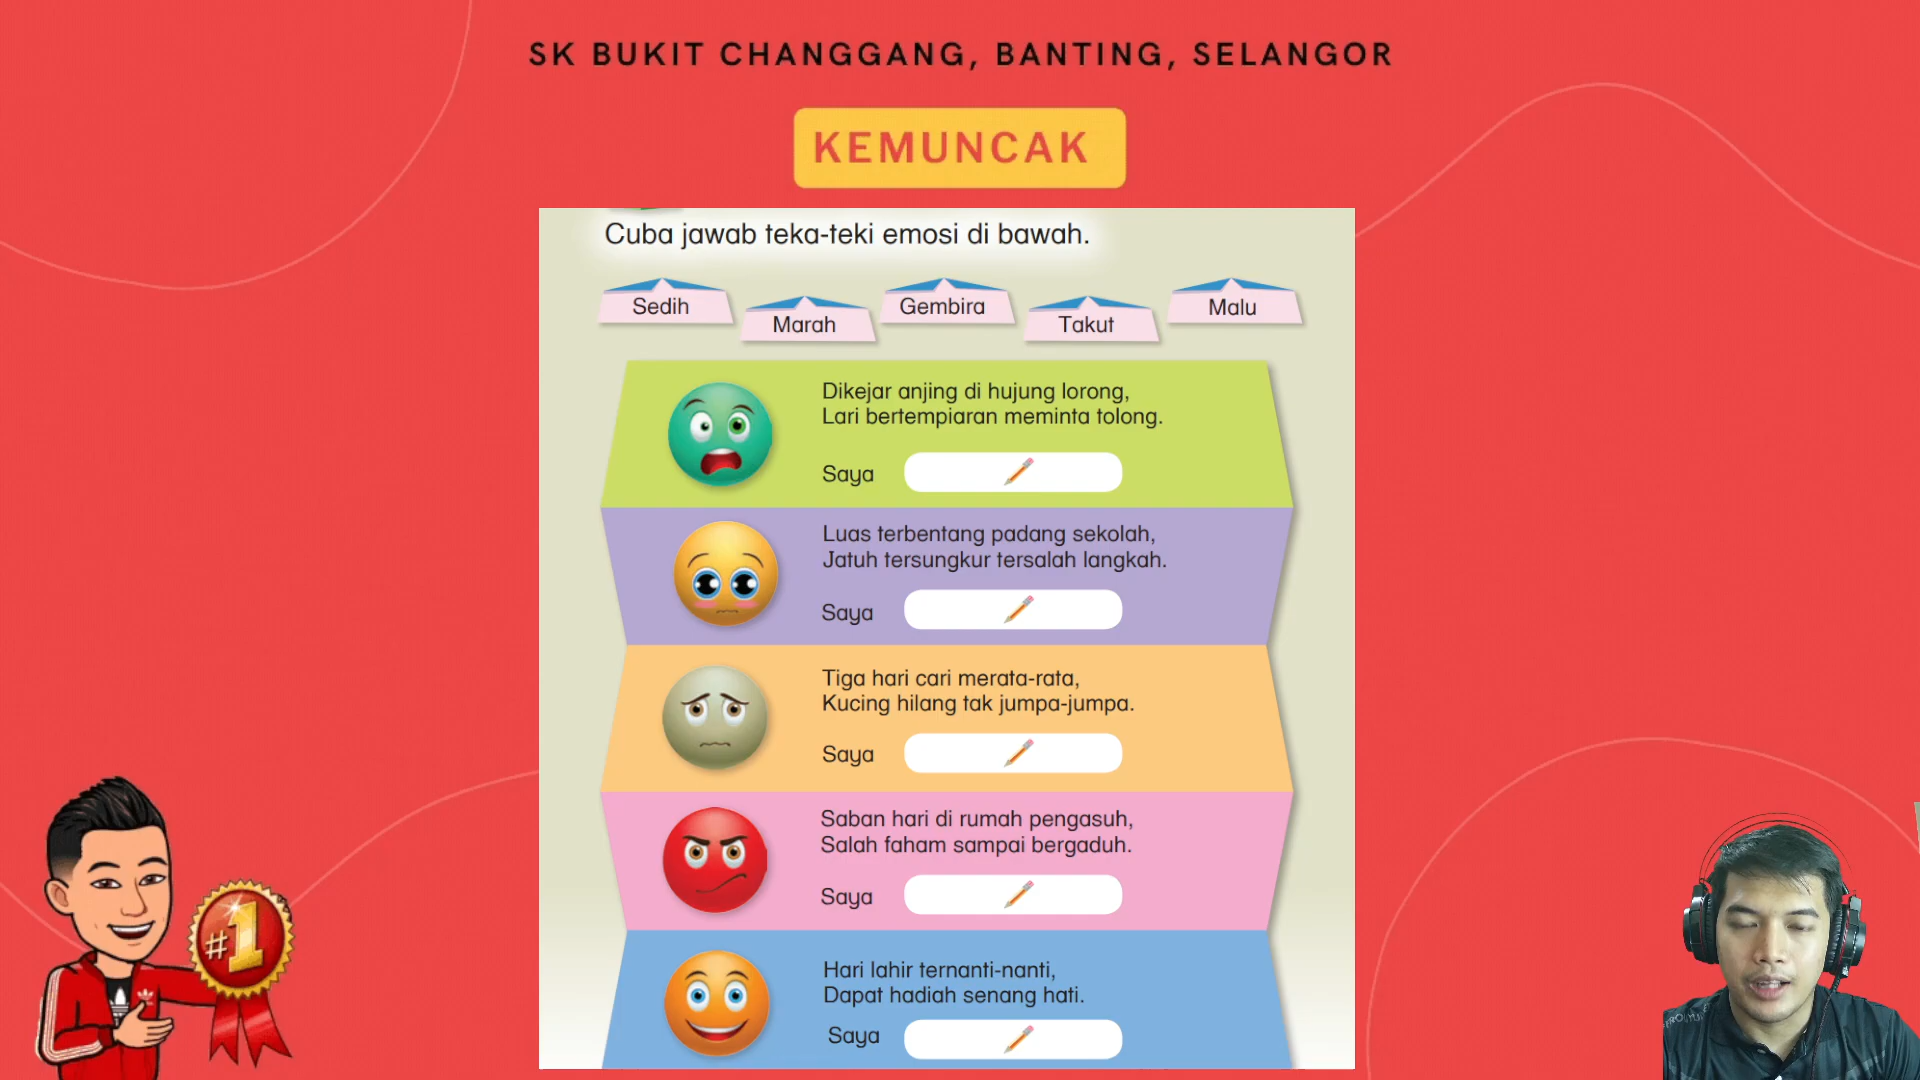 SK BUKIT CHANGGANG, BANTING, SELANGOR
KEMUNCAK
Cuba jawab teka-teki emosi di bawah.
Sedih
Marah
Gembira
Takut
Malu
Dikejar anjing di hujung lorong,
Lari bertempiaran meminta tolong.
Saya
Luas terbentang padang sekolah,
Jatuh tersungkur tersalah langkah.
Saya
Tiga hari cari merata-rata,
Kucing hilang tak jumpa-jumpa.
Saya
Saban hari di rumah pengasuh,
Salah faham sampai bergaduh.
Saya
Hari lahir ternanti-nanti,
Dapat hadiah senang hati.
Saya
#1